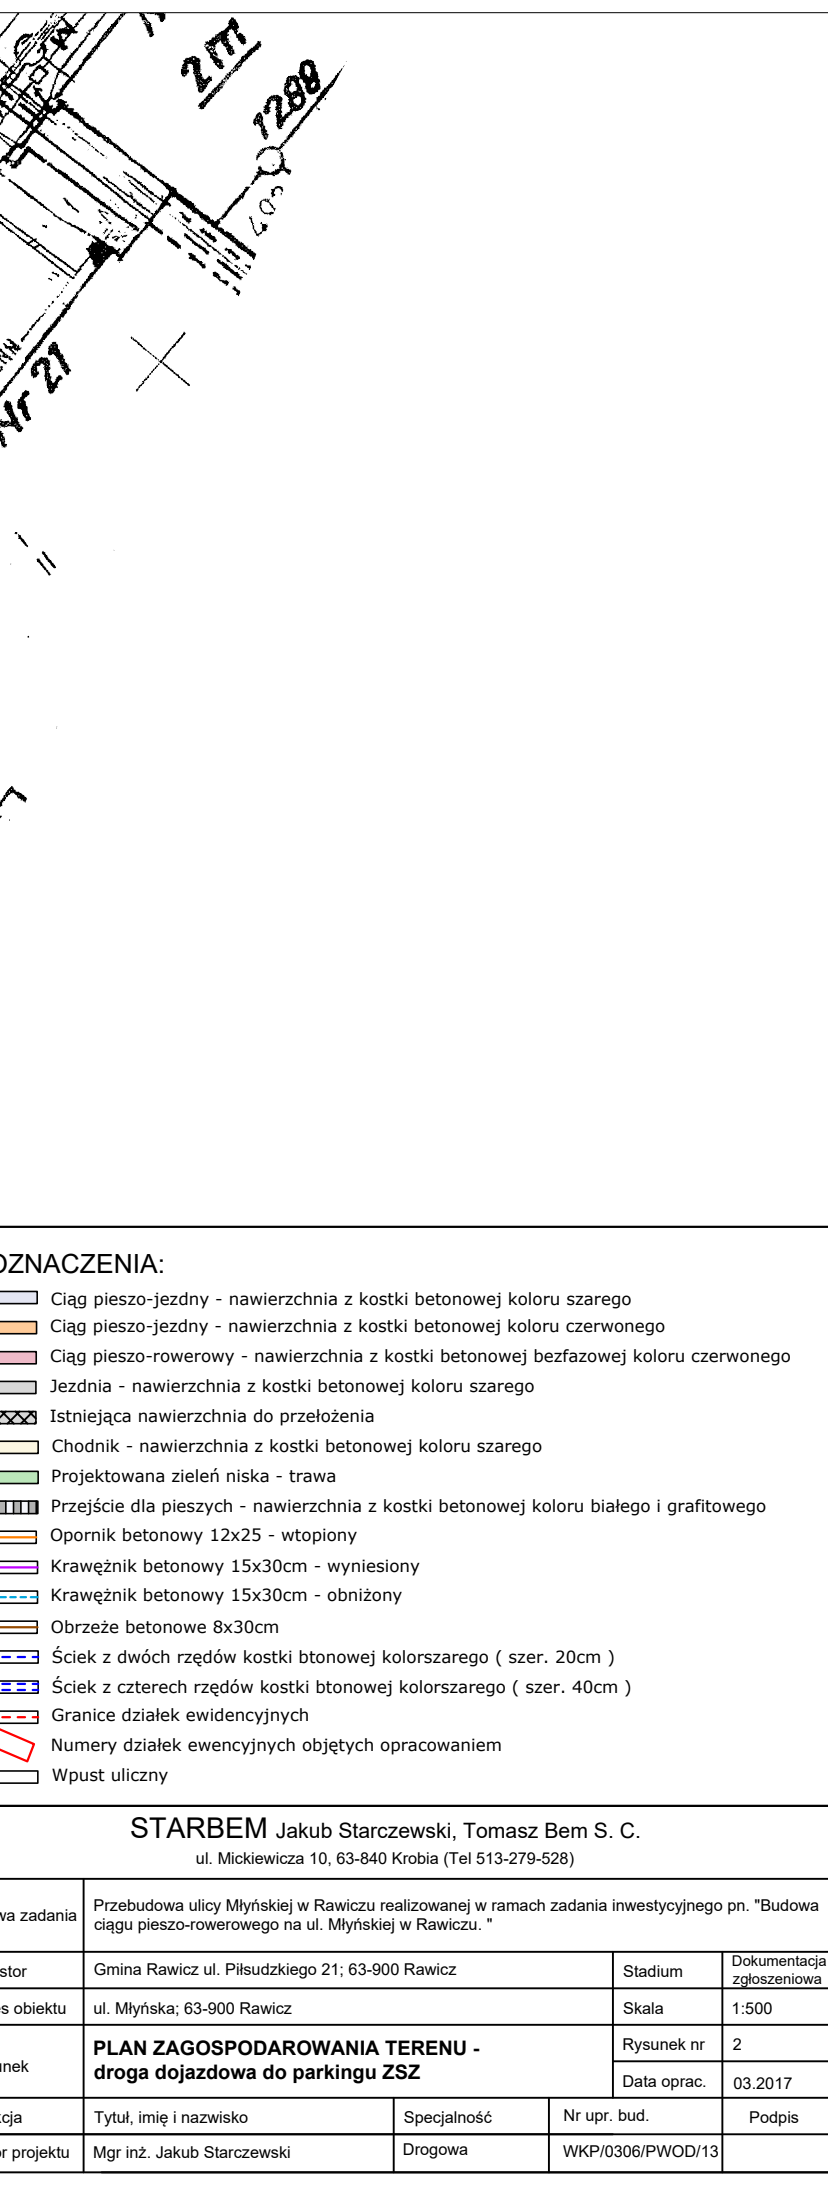 2m
1288
402
Nr 21
OZNACZENIA:
Ciąg pieszo-jezdny - nawierzchnia z kostki betonowej koloru szarego
Ciąg pieszo-jezdny - nawierzchnia z kostki betonowej koloru czerwonego
Ciąg pieszo-rowerowy - nawierzchnia z kostki betonowej bezfazowej koloru czerwonego
Jezdnia - nawierzchnia z kostki betonowej koloru szarego
Istniejąca nawierzchnia do przełożenia
Chodnik - nawierzchnia z kostki betonowej koloru szarego
Projektowana zieleń niska - trawa
Przejście dla pieszych - nawierzchnia z kostki betonowej koloru białego i grafitowego
Opornik betonowy 12x25 - wtopiony
Krawężnik betonowy 15x30cm - wyniesiony
Krawężnik betonowy 15x30cm - obniżony
Obrzeże betonowe 8x30cm
Ściek z dwóch rzędów kostki btonowej kolorszarego ( szer. 20cm )
Ściek z czterech rzędów kostki btonowej kolorszarego ( szer. 40cm )
Granice działek ewidencyjnych
Numery działek ewencyjnych objętych opracowaniem
Wpust uliczny
STARBEM Jakub Starczewski, Tomasz Bem S. C.
ul. Mickiewicza 10, 63-840 Krobia (Tel 513-279-528)
wa zadania
Przebudowa ulicy Młyńskiej w Rawiczu realizowanej w ramach zadania inwestycyjnego pn. "Budowa
ciągu pieszo-rowerowego na ul. Młyńskiej w Rawiczu. "
stor
Gmina Rawicz ul. Piłsudzkiego 21; 63-900 Rawicz
Stadium
Dokumentacja
zgłoszeniowa
s obiektu
ul. Młyńska; 63-900 Rawicz
Skala
1:500
unek
PLAN ZAGOSPODAROWANIA TERENU -
droga dojazdowa do parkingu ZSZ
Rysunek nr
2
Data oprac.
03.2017
kcja
Tytuł, imię i nazwisko
Specjalność
Nr upr. bud.
Podpis
r projektu
Mgr inż. Jakub Starczewski
Drogowa
WKP/0306/PWOD/13